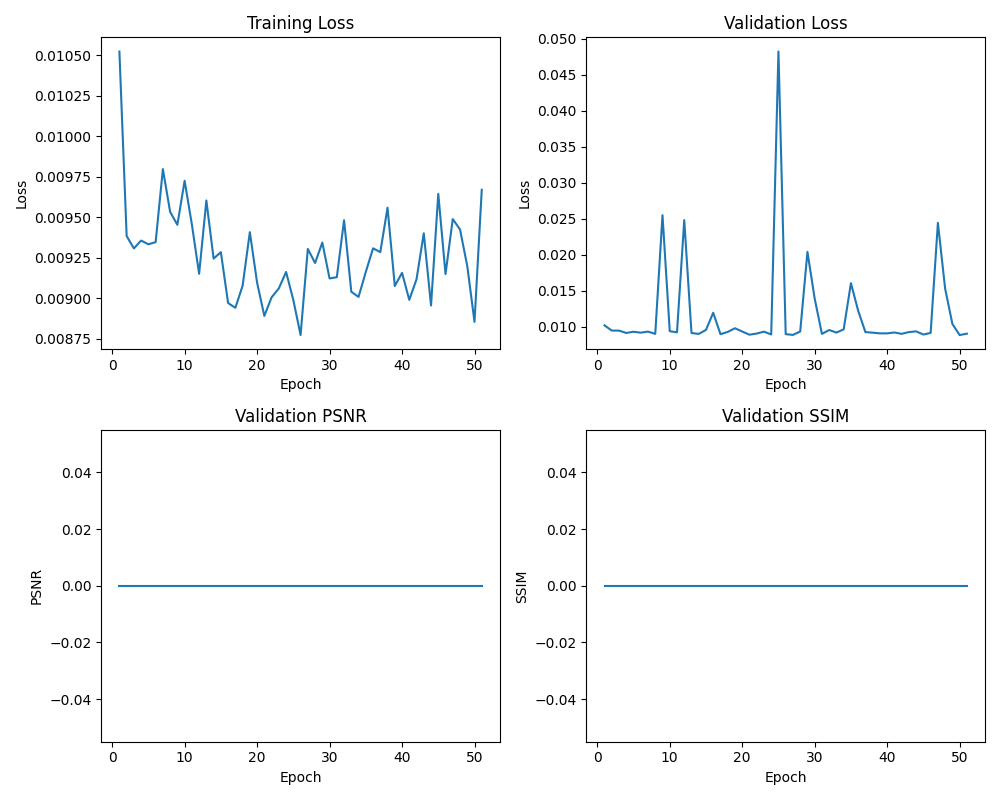 Training Loss
0.01050
0.01025
0.01000
0.00975
0.00950
0.00925
0.00900
0.00875
Loss
0 10 20 30 40 50
Epoch
Validation Loss
0.050
0.045
0.040
0.035
0.030
0.025
0.020
0.015
0.010
Loss
0 10 20 30 40 50
Epoch
Validation PSNR
0.04
0.02
0.00
−0.02
−0.04
PSNR
0 10 20 30 40 50
Epoch
Validation SSIM
0.04
0.02
0.00
−0.02
−0.04
SSIM
0 10 20 30 40 50
Epoch